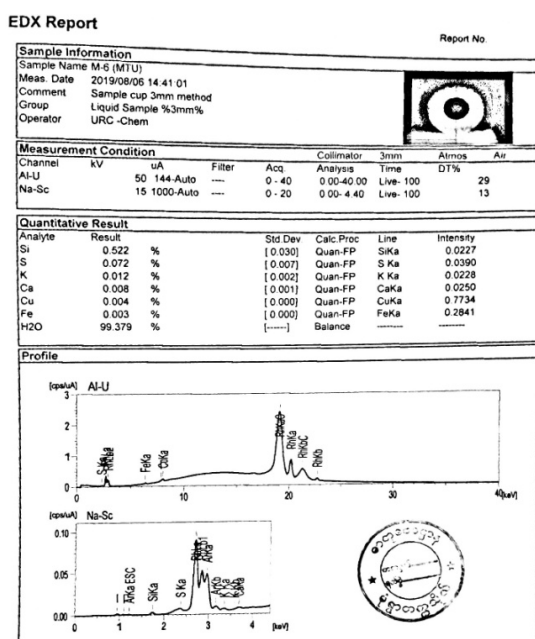 EDX Report
Report No.
Sample Information
Sample Name M-6 (MTU)
Meas. Date 2019/08/06 14:41:01
Comment Sample cup 3mm method
Group Liquid Sample %3mm%
Operator URC -Chem
Measurement Condition
Collimator 3mm Atmos Air
Channel kV uA Filter Acq. Analysis Time DT%
Al-U 50 144-Auto ---- 0 - 40 0.00-40.00 Live- 100 29
Na-Sc 15 1000-Auto ---- 0 - 20 0.00- 4.40 Live- 100 13
Quantitative Result
Analyte Result Std.Dev Calc.Proc Line Intensity
Si 0.522 % [ 0.030] Quan-FP SiKa 0.0227
S 0.072 % [ 0.007] Quan-FP S Ka 0.0390
K 0.012 % [ 0.002] Quan-FP K Ka 0.0228
Ca 0.008 % [ 0.001] Quan-FP CaKa 0.0250
Cu 0.004 % [ 0.000] Quan-FP CuKa 0.7734
Fe 0.003 % [ 0.000] Quan-FP FeKa 0.2841
H2O 99.379 % [------] Balance -------- --------
Profile
[cps/uA] Al-U
3
2
1
0
S Ka
FeKa
CuKa
RhKa
RhKbC
RhKb
0 10 20 30 40 [keV]
[cps/uA] Na-Sc
0.10
0.05
0.00
ArKa ESC
SiKa
S Ka
ArKb
K Ka
CaKa
1 2 3 4 [keV]